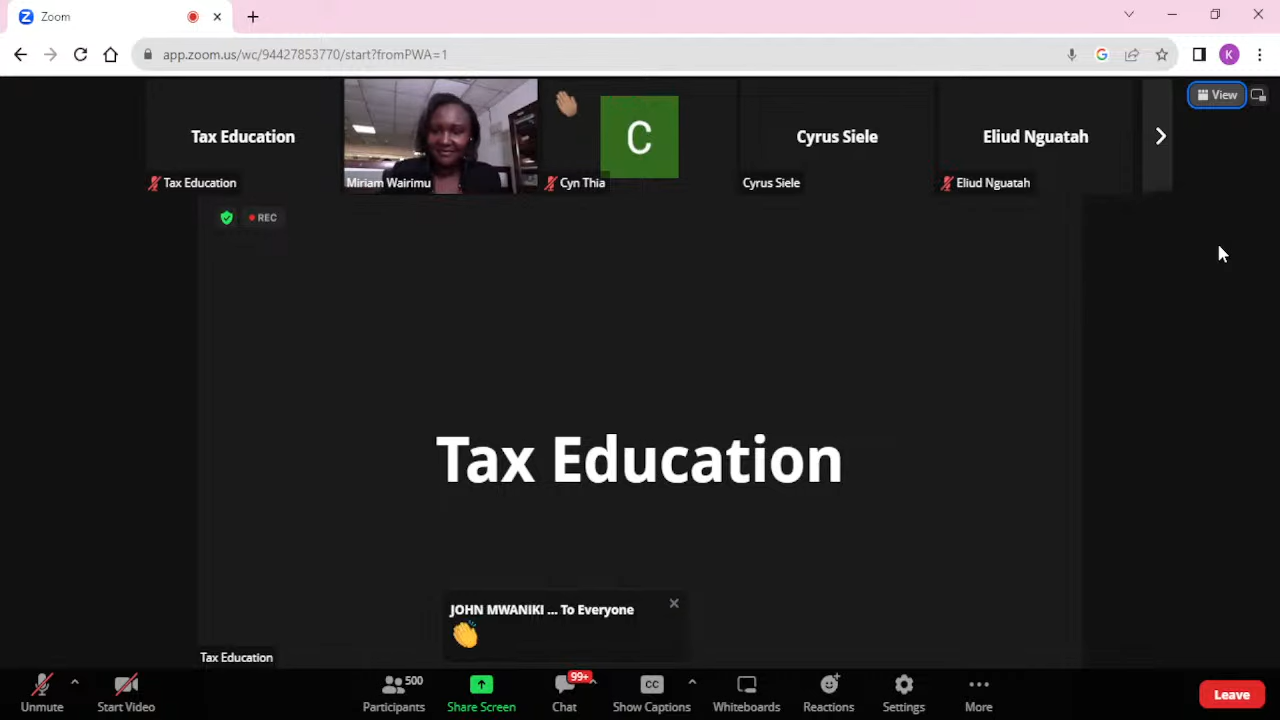 Zoom
app.zoom.us/wc/94427853770/start?fromPWA=1
K
View
Tax Education
Tax Education
Miriam Wairimu
C
Cyn Thia
Cyrus Siele
Cyrus Siele
Eliud Nguatah
Eliud Nguatah
REC
Tax Education
JOHN MWANIKI ... To Everyone
Tax Education
Unmute
Start Video
500
Participants
Share Screen
99+
Chat
CC
Show Captions
Whiteboards
Reactions
Settings
More
Leave